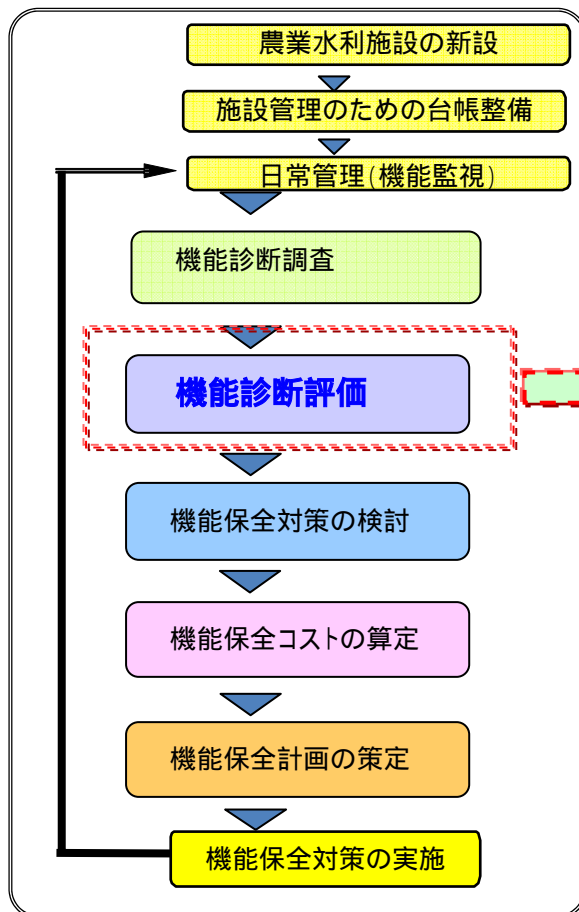 農業水利施設の新設
施設管理のための台帳整備
日常管理(機能監視)
機能診断調査
機能診断評価
機能保全対策の検討
機能保全コストの算定
機能保全計画の策定
機能保全対策の実施